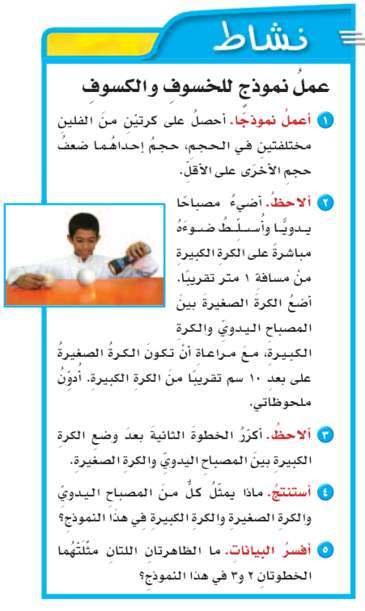 نشاط
عملُ نموذجٍ للخسوفِ والكسوفِ
١ أعملُ نموذجًا. أحصلُ على كرتيْنِ منَ الفلينِ
مختلفتينِ في الحجمِ، حجمُ إحداهُما ضعفُ
حجمِ الأخرَى على الأقلِّ.
٢ ألاحظُ. أضيءُ مصباحًا
يدويًّا وأُسلِّطُ ضوءَهُ
مباشرةً على الكرةِ الكبيرةِ
منْ مسافةِ ١ مترٍ تقريبًا.
أضعُ الكرةَ الصغيرةَ بينَ
المصباحِ اليدويِّ والكرةِ
الكبيرةِ، معَ مراعاةِ أنْ تكونَ الكرةُ الصغيرةُ
على بعدِ ١٠ سم تقريبًا منَ الكرةِ الكبيرةِ. أدوِّنُ
ملحوظاتي.
٣ ألاحظُ. أكرِّرُ الخطوةَ الثانيةَ بعدَ وضعِ الكرةِ
الكبيرةِ بينَ المصباحِ اليدويِّ والكرةِ الصغيرةِ.
٤ أستنتجُ. ماذا يمثِّلُ كلٌّ منَ المصباحِ اليدويِّ
والكرةِ الصغيرةِ والكرةِ الكبيرةِ في هذَا النموذجِ؟
٥ أفسرُ البياناتِ. ما الظاهرتانِ اللتانِ مثَّلَتْهُما
الخطوتانِ ٢ و٣ في هذَا النموذجِ؟